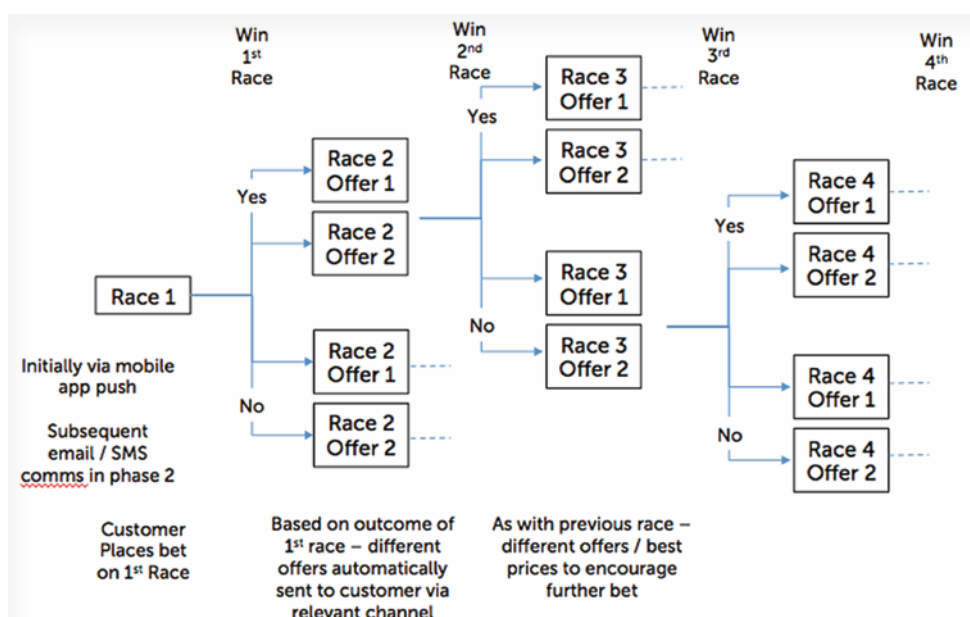 Win
1st
Race
Win
2nd
Race
Win
3rd
Race
Win
4th
Race
Race 1
Yes
No
Race 2
Offer 1
Race 2
Offer 2
Race 2
Offer 1
Race 2
Offer 2
Yes
No
Race 3
Offer 1
Race 3
Offer 2
Race 3
Offer 1
Race 3
Offer 2
Yes
No
Race 4
Offer 1
Race 4
Offer 2
Race 4
Offer 1
Race 4
Offer 2
Initially via mobile
app push
Subsequent
email / SMS
comms in phase 2
Customer
Places bet
on 1st Race
Based on outcome of
1st race – different
offers automatically
sent to customer via
relevant channel
As with previous race –
different offers / best
prices to encourage
further bet